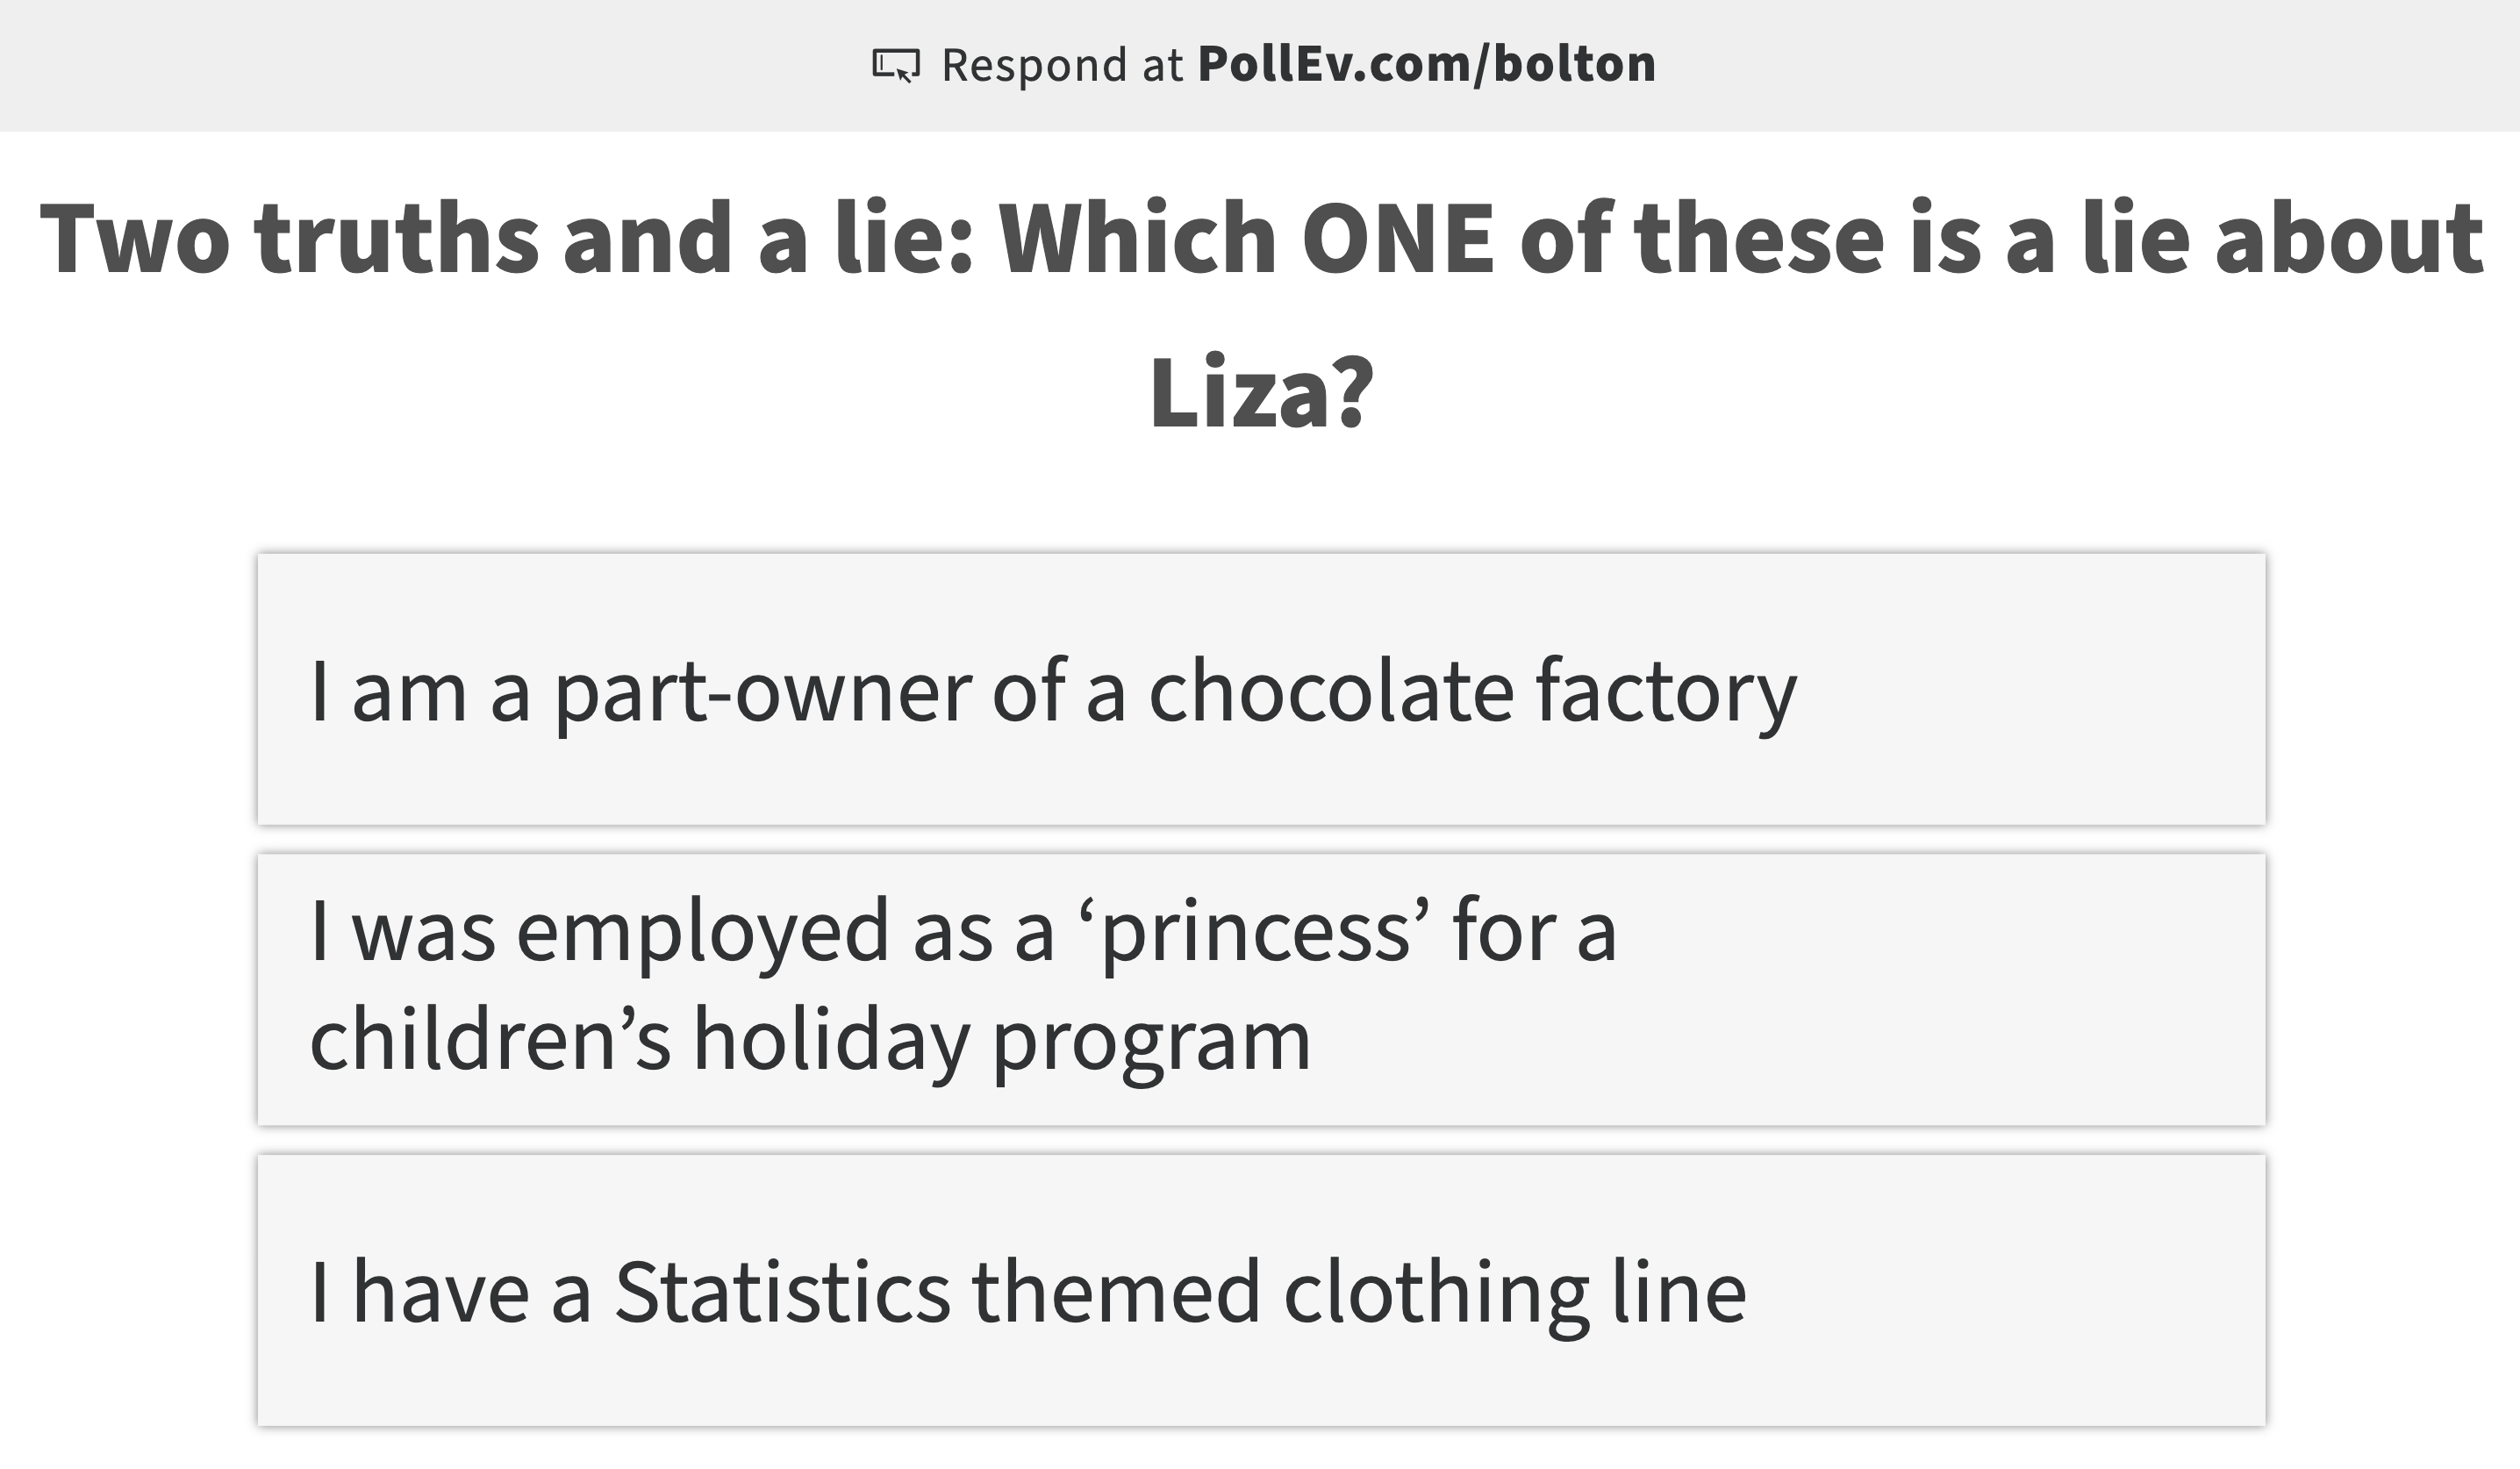 Respond at PollEv.com/bolton
Two truths and a lie: Which ONE of these is a lie about
Liza?
I am a part-owner of a chocolate factory
I was employed as a ‘princess’ for a
children’s holiday program
I have a Statistics themed clothing line